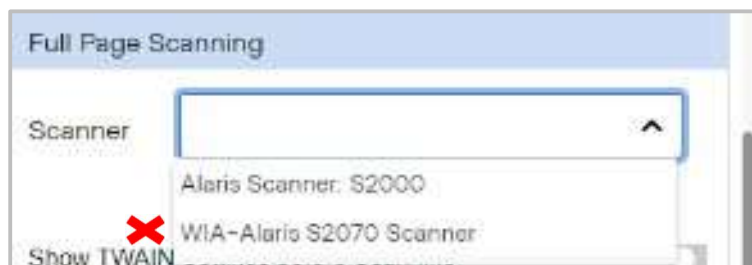 Full Page Scanning
Scanner
Alaris Scanner: S2000
WIA-Alaris S2070 Scanner
Show TWAIN